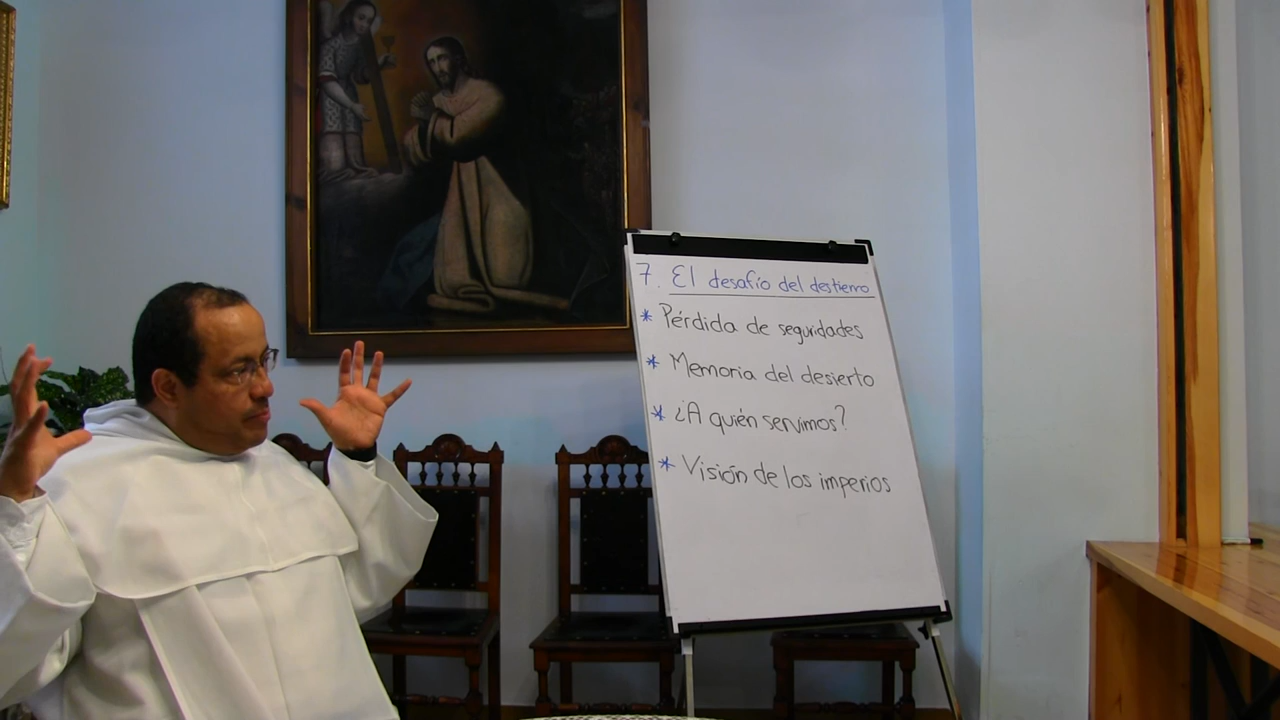 7. El desafío del destierro
* Pérdida de seguridades
* Memoria del desierto
* ¿A quién servimos?
* Visión de los imperios